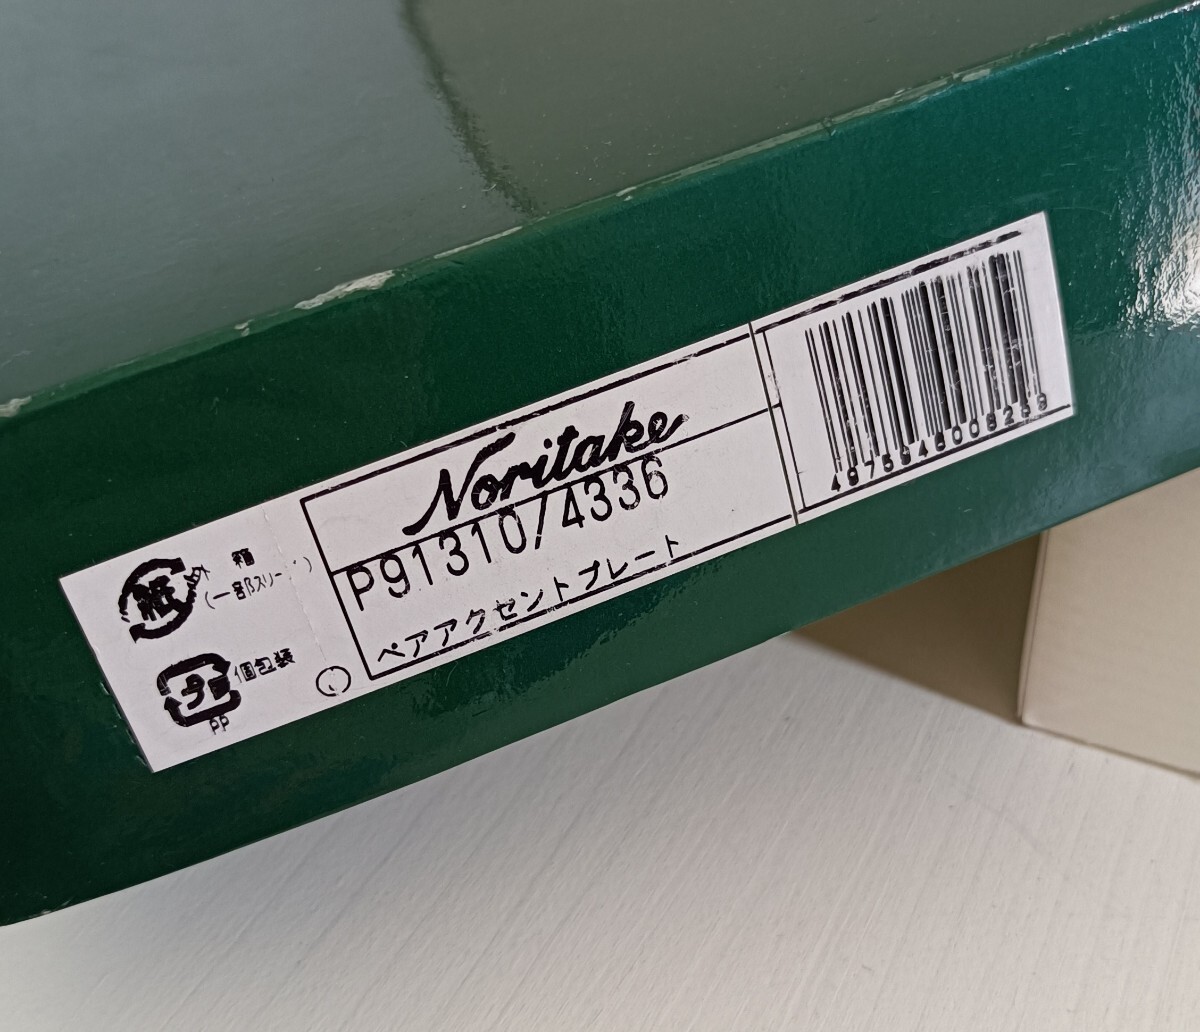 紙
外箱
(一部スリーブ)
プラ
個包装
PP
Noritake
P91310/4336
ペアアクセントプレート